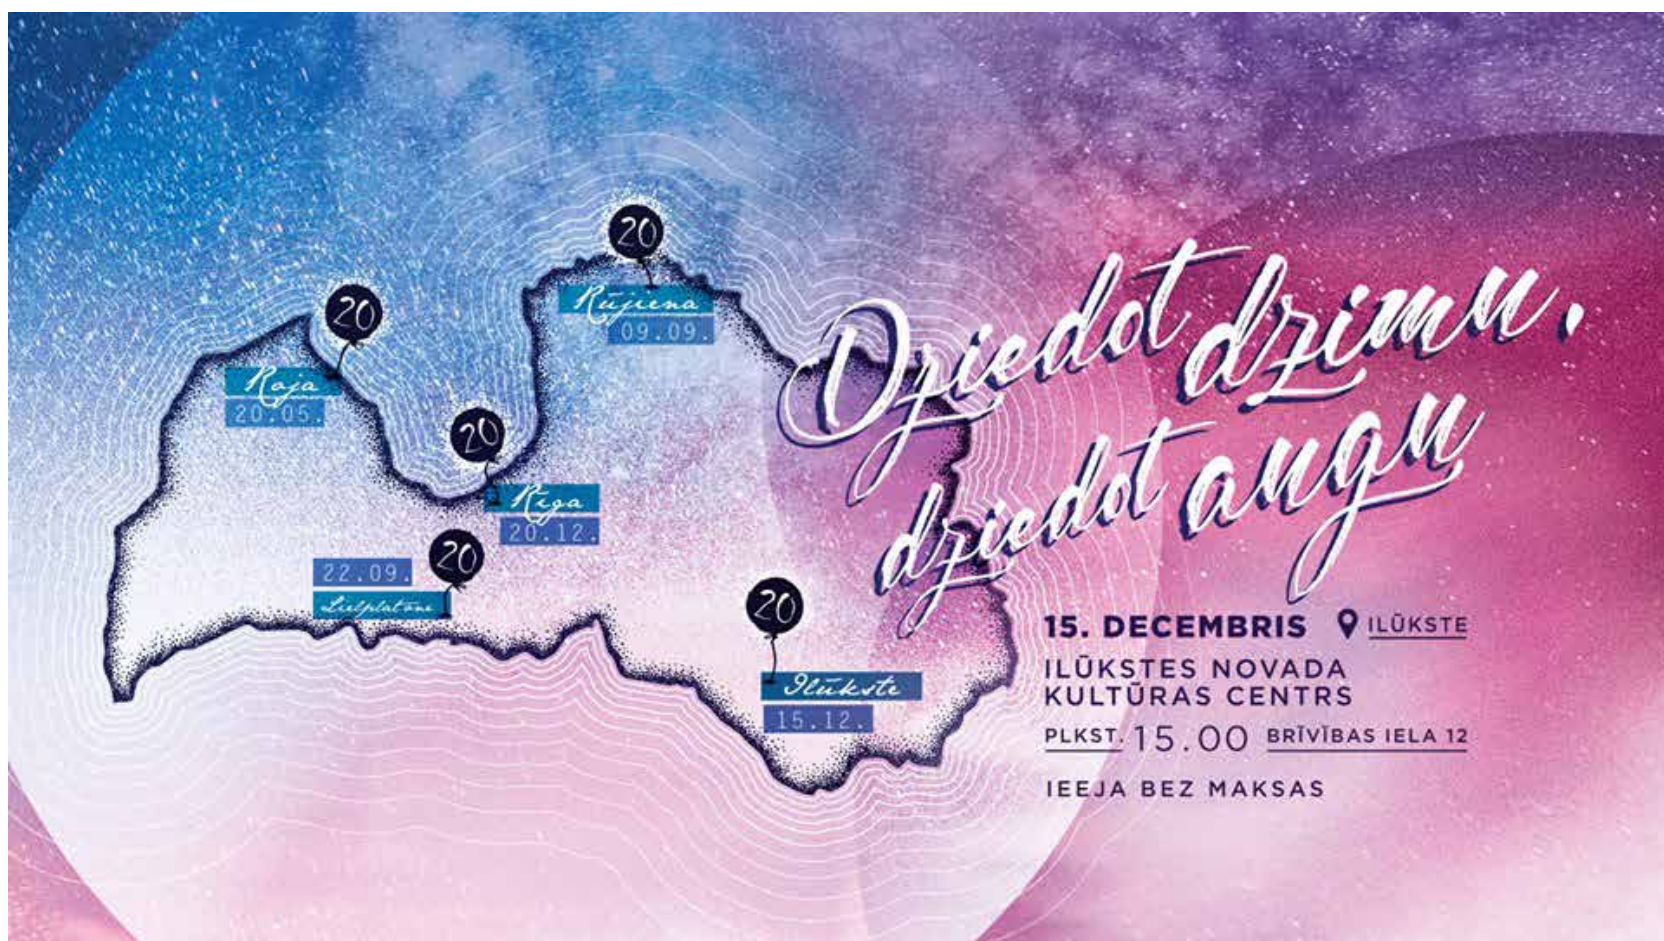 20
Rūjiena
09.09.
20
Roja
20.05.
20
Rīga
20.12.
20
22.09.
Lielplatone
20
Ilūkste
15.12.
Dziedot dzimu,
dziedot augu
15. DECEMBRIS ILŪKSTE
ILŪKSTES NOVADA
KULTŪRAS CENTRS
PLKST. 15.00 BRĪVĪBAS IELA 12
IEEJA BEZ MAKSAS